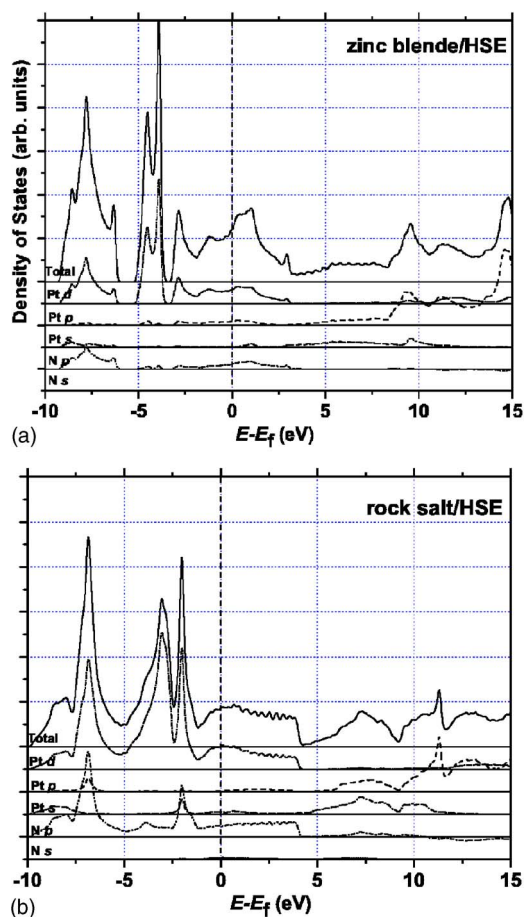 zinc blende/HSE
Density of States (arb. units)
Total
Pt d
Pt p
Pt s
N p
N s
-10 -5 0 5 10 15
E-Ef (eV)
(a)
rock salt/HSE
Total
Pt d
Pt p
Pt s
N p
N s
-10 -5 0 5 10 15
E-Ef (eV)
(b)